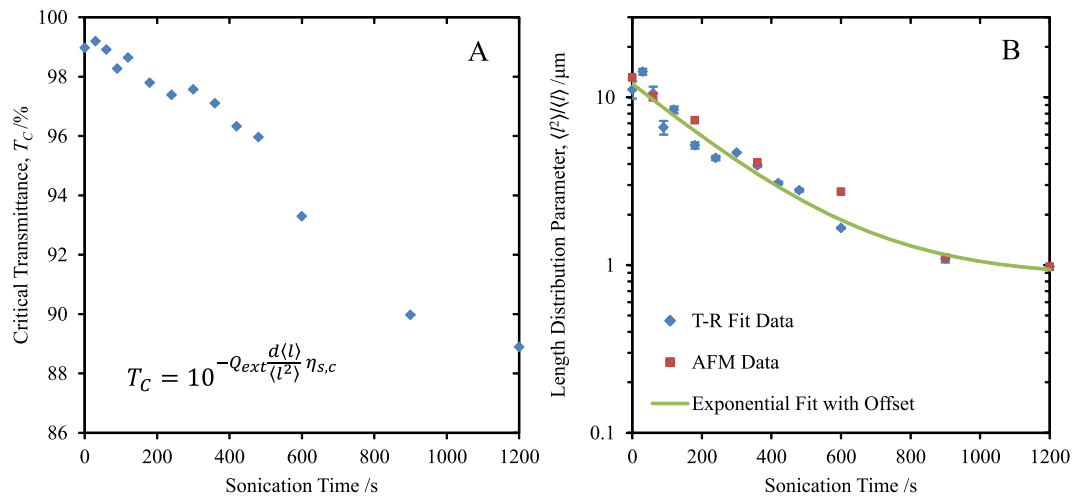 A
Critical Transmittance, T_C /%
100
98
96
94
92
90
88
86
T_C = 10^{-Q_{ext} \frac{d⟨l⟩}{⟨l^2⟩} η_{s,c}}
0 200 400 600 800 1000 1200
Sonication Time /s
B
Length Distribution Parameter, ⟨l²⟩/⟨l⟩ /μm
10
1
0.1
T-R Fit Data
AFM Data
Exponential Fit with Offset
0 200 400 600 800 1000 1200
Sonication Time /s